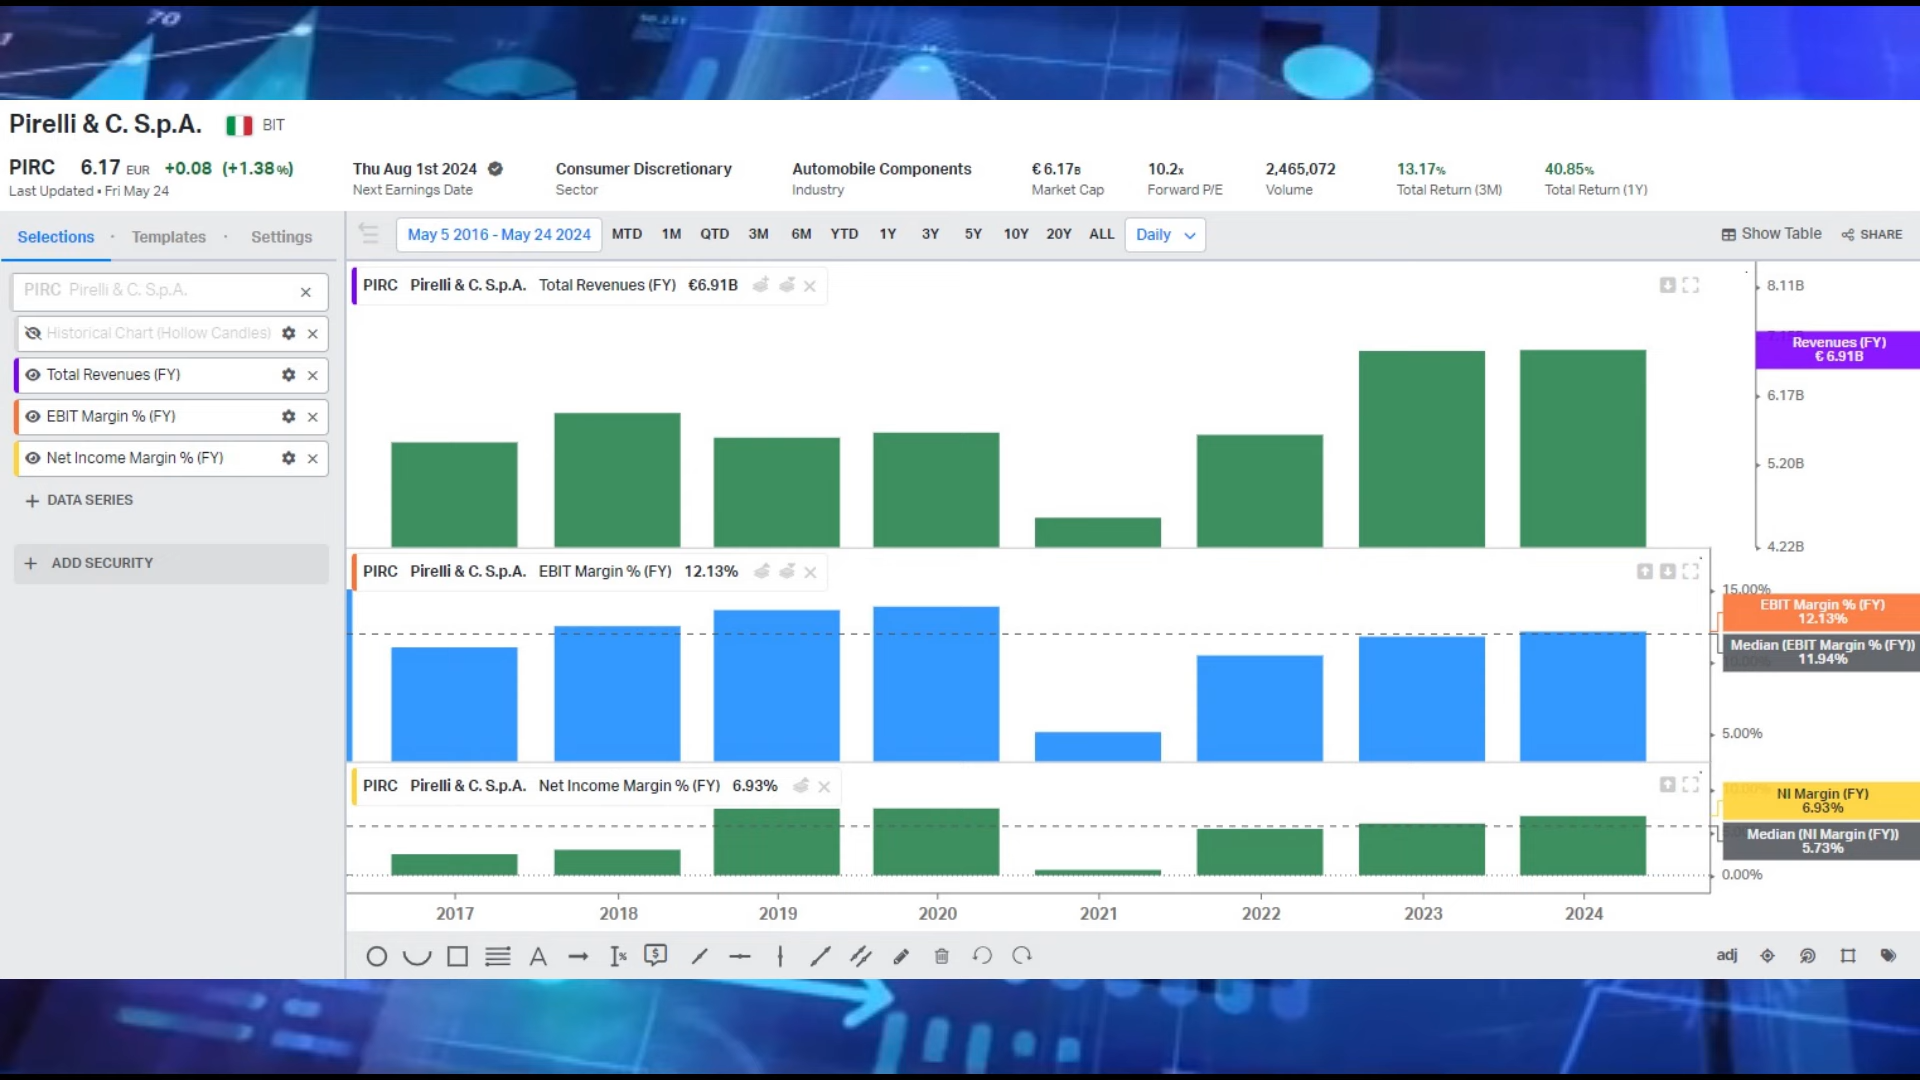 70
Pirelli & C. S.p.A. BIT
PIRC 6.17 EUR +0.08 (+1.38%)
Last Updated • Fri May 24
Thu Aug 1st 2024
Next Earnings Date
Consumer Discretionary
Sector
Automobile Components
Industry
€ 6.17B
Market Cap
10.2x
Forward P/E
2,465,072
Volume
13.17%
Total Return (3M)
40.85%
Total Return (1Y)
Selections · Templates · Settings
May 5 2016 - May 24 2024 MTD 1M QTD 3M 6M YTD 1Y 3Y 5Y 10Y 20Y ALL Daily
Show Table SHARE
PIRC Pirelli & C. S.p.A.
Historical Chart (Hollow Candles)
Total Revenues (FY)
EBIT Margin % (FY)
Net Income Margin % (FY)
+ DATA SERIES
+ ADD SECURITY
PIRC Pirelli & C. S.p.A. Total Revenues (FY) €6.91B
8.11B
Revenues (FY)
€ 6.91B
6.17B
5.20B
4.22B
PIRC Pirelli & C. S.p.A. EBIT Margin % (FY) 12.13%
15.00%
EBIT Margin % (FY)
12.13%
Median (EBIT Margin % (FY))
11.94%
10.00%
5.00%
PIRC Pirelli & C. S.p.A. Net Income Margin % (FY) 6.93%
10.00%
NI Margin (FY)
6.93%
Median (NI Margin (FY))
5.73%
0.00%
2017 2018 2019 2020 2021 2022 2023 2024
adj